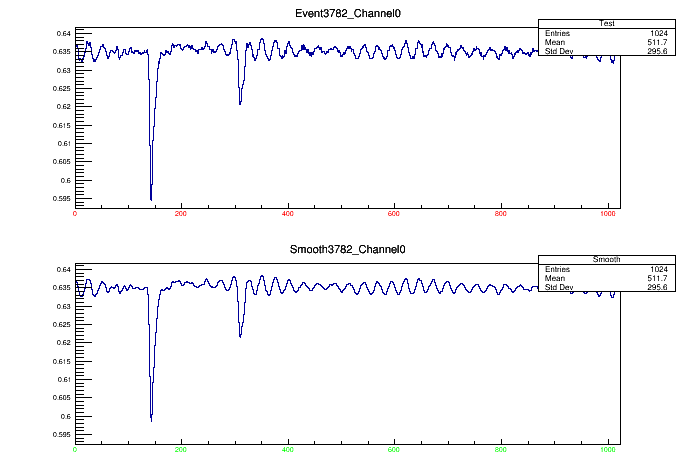 Event3782_Channel0
Test
Entries 1024
Mean 511.7
Std Dev 295.6
0.64
0.635
0.63
0.625
0.62
0.615
0.61
0.605
0.6
0.595
0 200 400 600 800 1000
Smooth3782_Channel0
Smooth
Entries 1024
Mean 511.7
Std Dev 295.6
0.64
0.635
0.63
0.625
0.62
0.615
0.61
0.605
0.6
0.595
0 200 400 600 800 1000